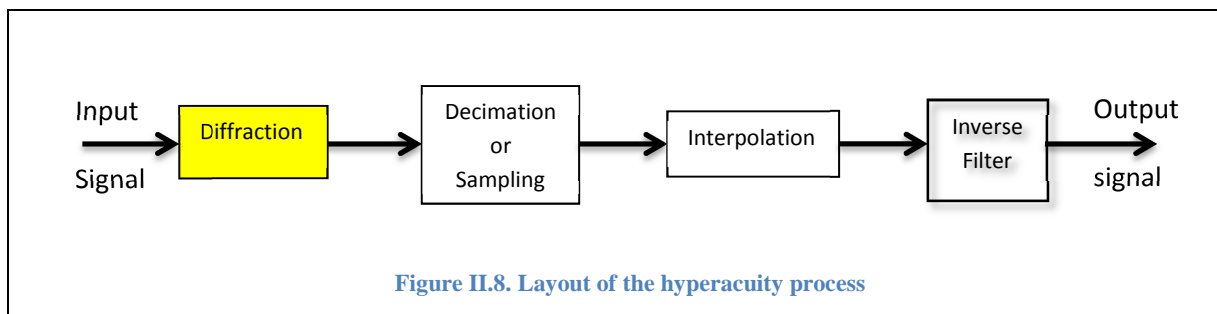 Input
Signal
Diffraction
Decimation
or
Sampling
Interpolation
Inverse
Filter
Output
signal
Figure II.8. Layout of the hyperacuity process